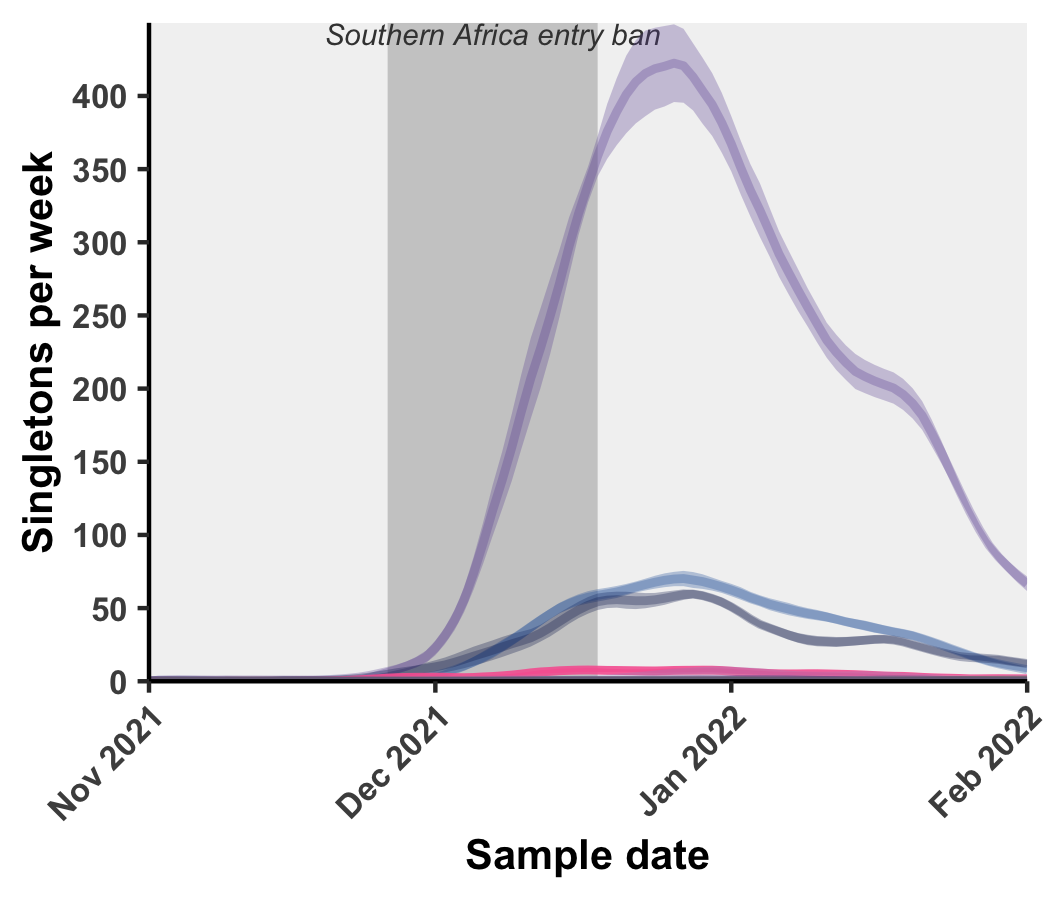 Southern Africa entry ban
Singletons per week
400
350
300
250
200
150
100
50
0
Nov 2021
Dec 2021
Jan 2022
Feb 2022
Sample date